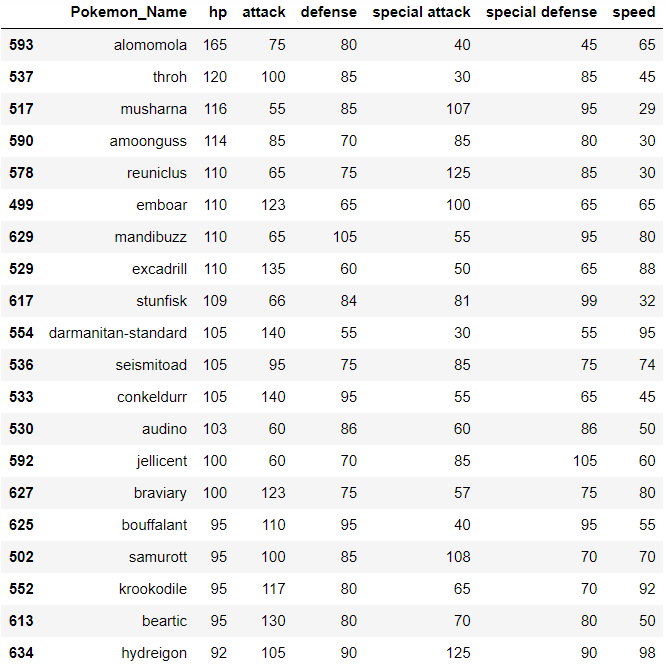 Pokemon_Name hp attack defense special attack special defense speed
593 alomomola 165 75 80 40 45 65
537 throh 120 100 85 30 85 45
517 musharna 116 55 85 107 95 29
590 amoonguss 114 85 70 85 80 30
578 reuniclus 110 65 75 125 85 30
499 emboar 110 123 65 100 65 65
629 mandibuzz 110 65 105 55 95 80
529 excadrill 110 135 60 50 65 88
617 stunfisk 109 66 84 81 99 32
554 darmanitan-standard 105 140 55 30 55 95
536 seismitoad 105 95 75 85 75 74
533 conkeldurr 105 140 95 55 65 45
530 audino 103 60 86 60 86 50
592 jellicent 100 60 70 85 105 60
627 braviary 100 123 75 57 75 80
625 bouffalant 95 110 95 40 95 55
502 samurott 95 100 85 108 70 70
552 krookodile 95 117 80 65 70 92
613 beartic 95 130 80 70 80 50
634 hydreigon 92 105 90 125 90 98